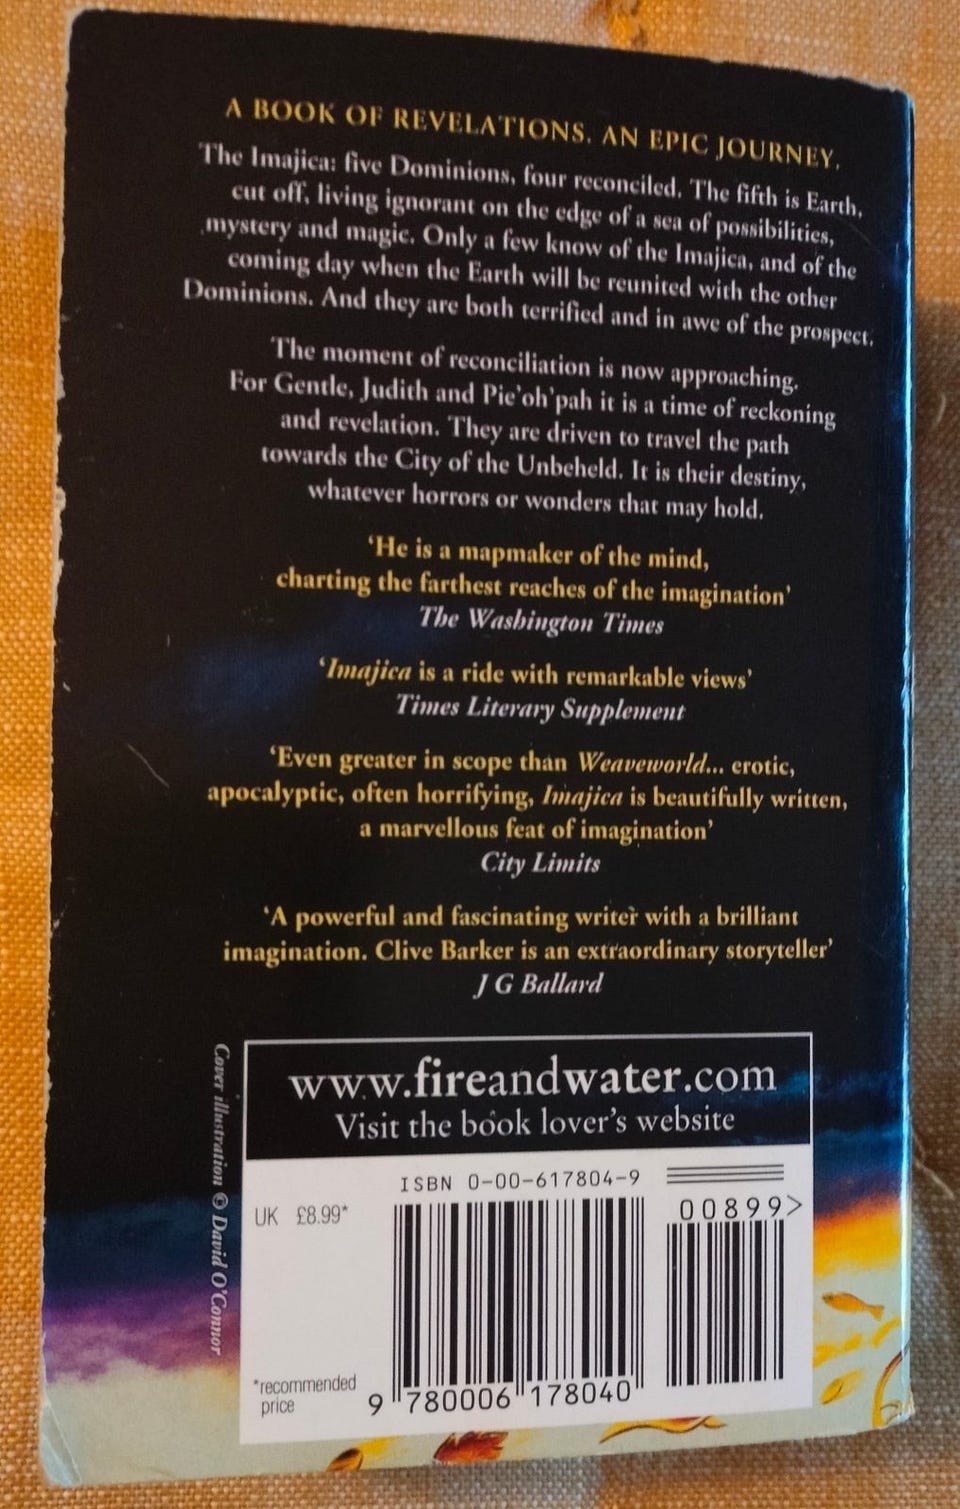 A BOOK OF REVELATIONS. AN EPIC JOURNEY.
The Imajica: five Dominions, four reconciled. The fifth is Earth,
cut off, living ignorant on the edge of a sea of possibilities,
mystery and magic. Only a few know of the Imajica, and of the
coming day when the Earth will be reunited with the other
Dominions. And they are both terrified and in awe of the prospect.
The moment of reconciliation is now approaching.
For Gentle, Judith and Pie'oh'pah it is a time of reckoning
and revelation. They are driven to travel the path
towards the City of the Unbeheld. It is their destiny,
whatever horrors or wonders that may hold.
‘He is a mapmaker of the mind,
charting the farthest reaches of the imagination’
The Washington Times
‘Imajica is a ride with remarkable views’
Times Literary Supplement
‘Even greater in scope than Weaveworld... erotic,
apocalyptic, often horrifying, Imajica is beautifully written,
a marvellous feat of imagination’
City Limits
‘A powerful and fascinating writer with a brilliant
imagination. Clive Barker is an extraordinary storyteller’
J G Ballard
Cover illustration © David O'Connor
www.fireandwater.com
Visit the book lover's website
ISBN 0-00-617804-9
UK £8.99*
00899>
*recommended
price
9 780006 178040